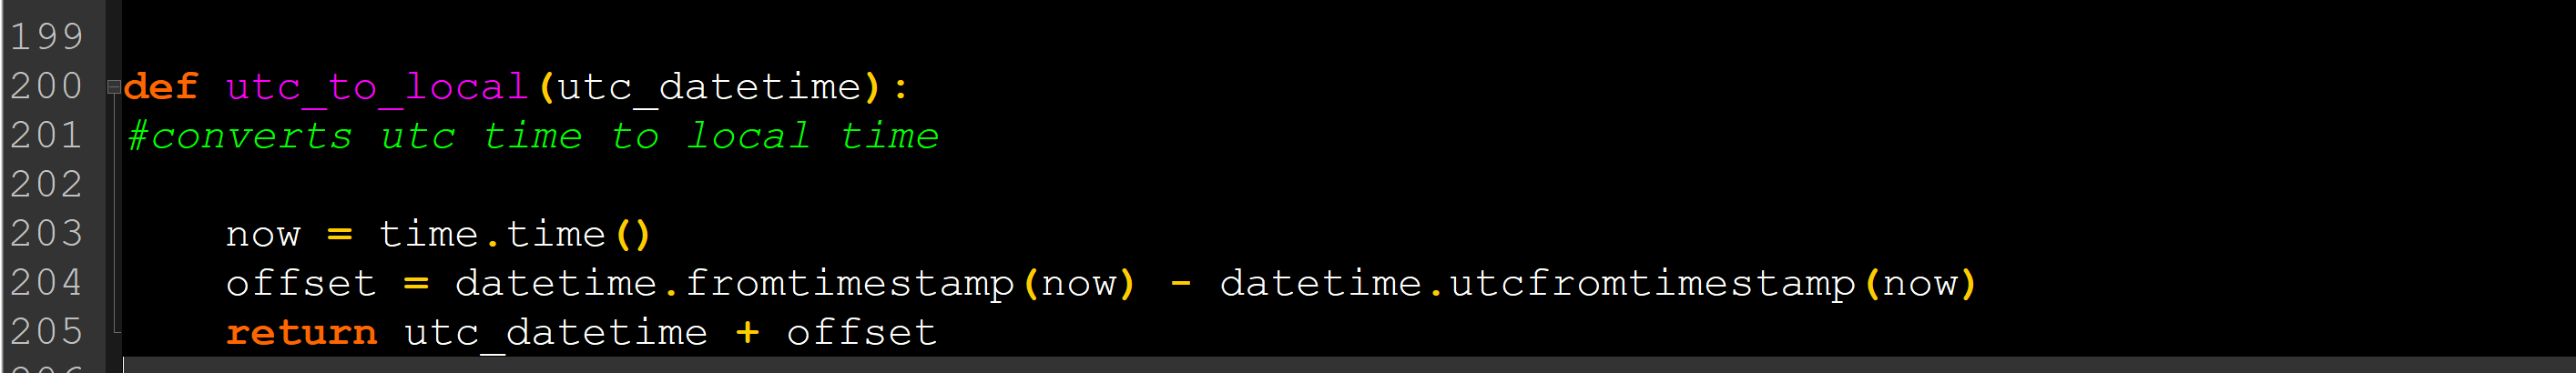 199
200 def utc_to_local(utc_datetime):
201 #converts utc time to local time
202
203 now = time.time()
204 offset = datetime.fromtimestamp(now) - datetime.utcfromtimestamp(now)
205 return utc_datetime + offset